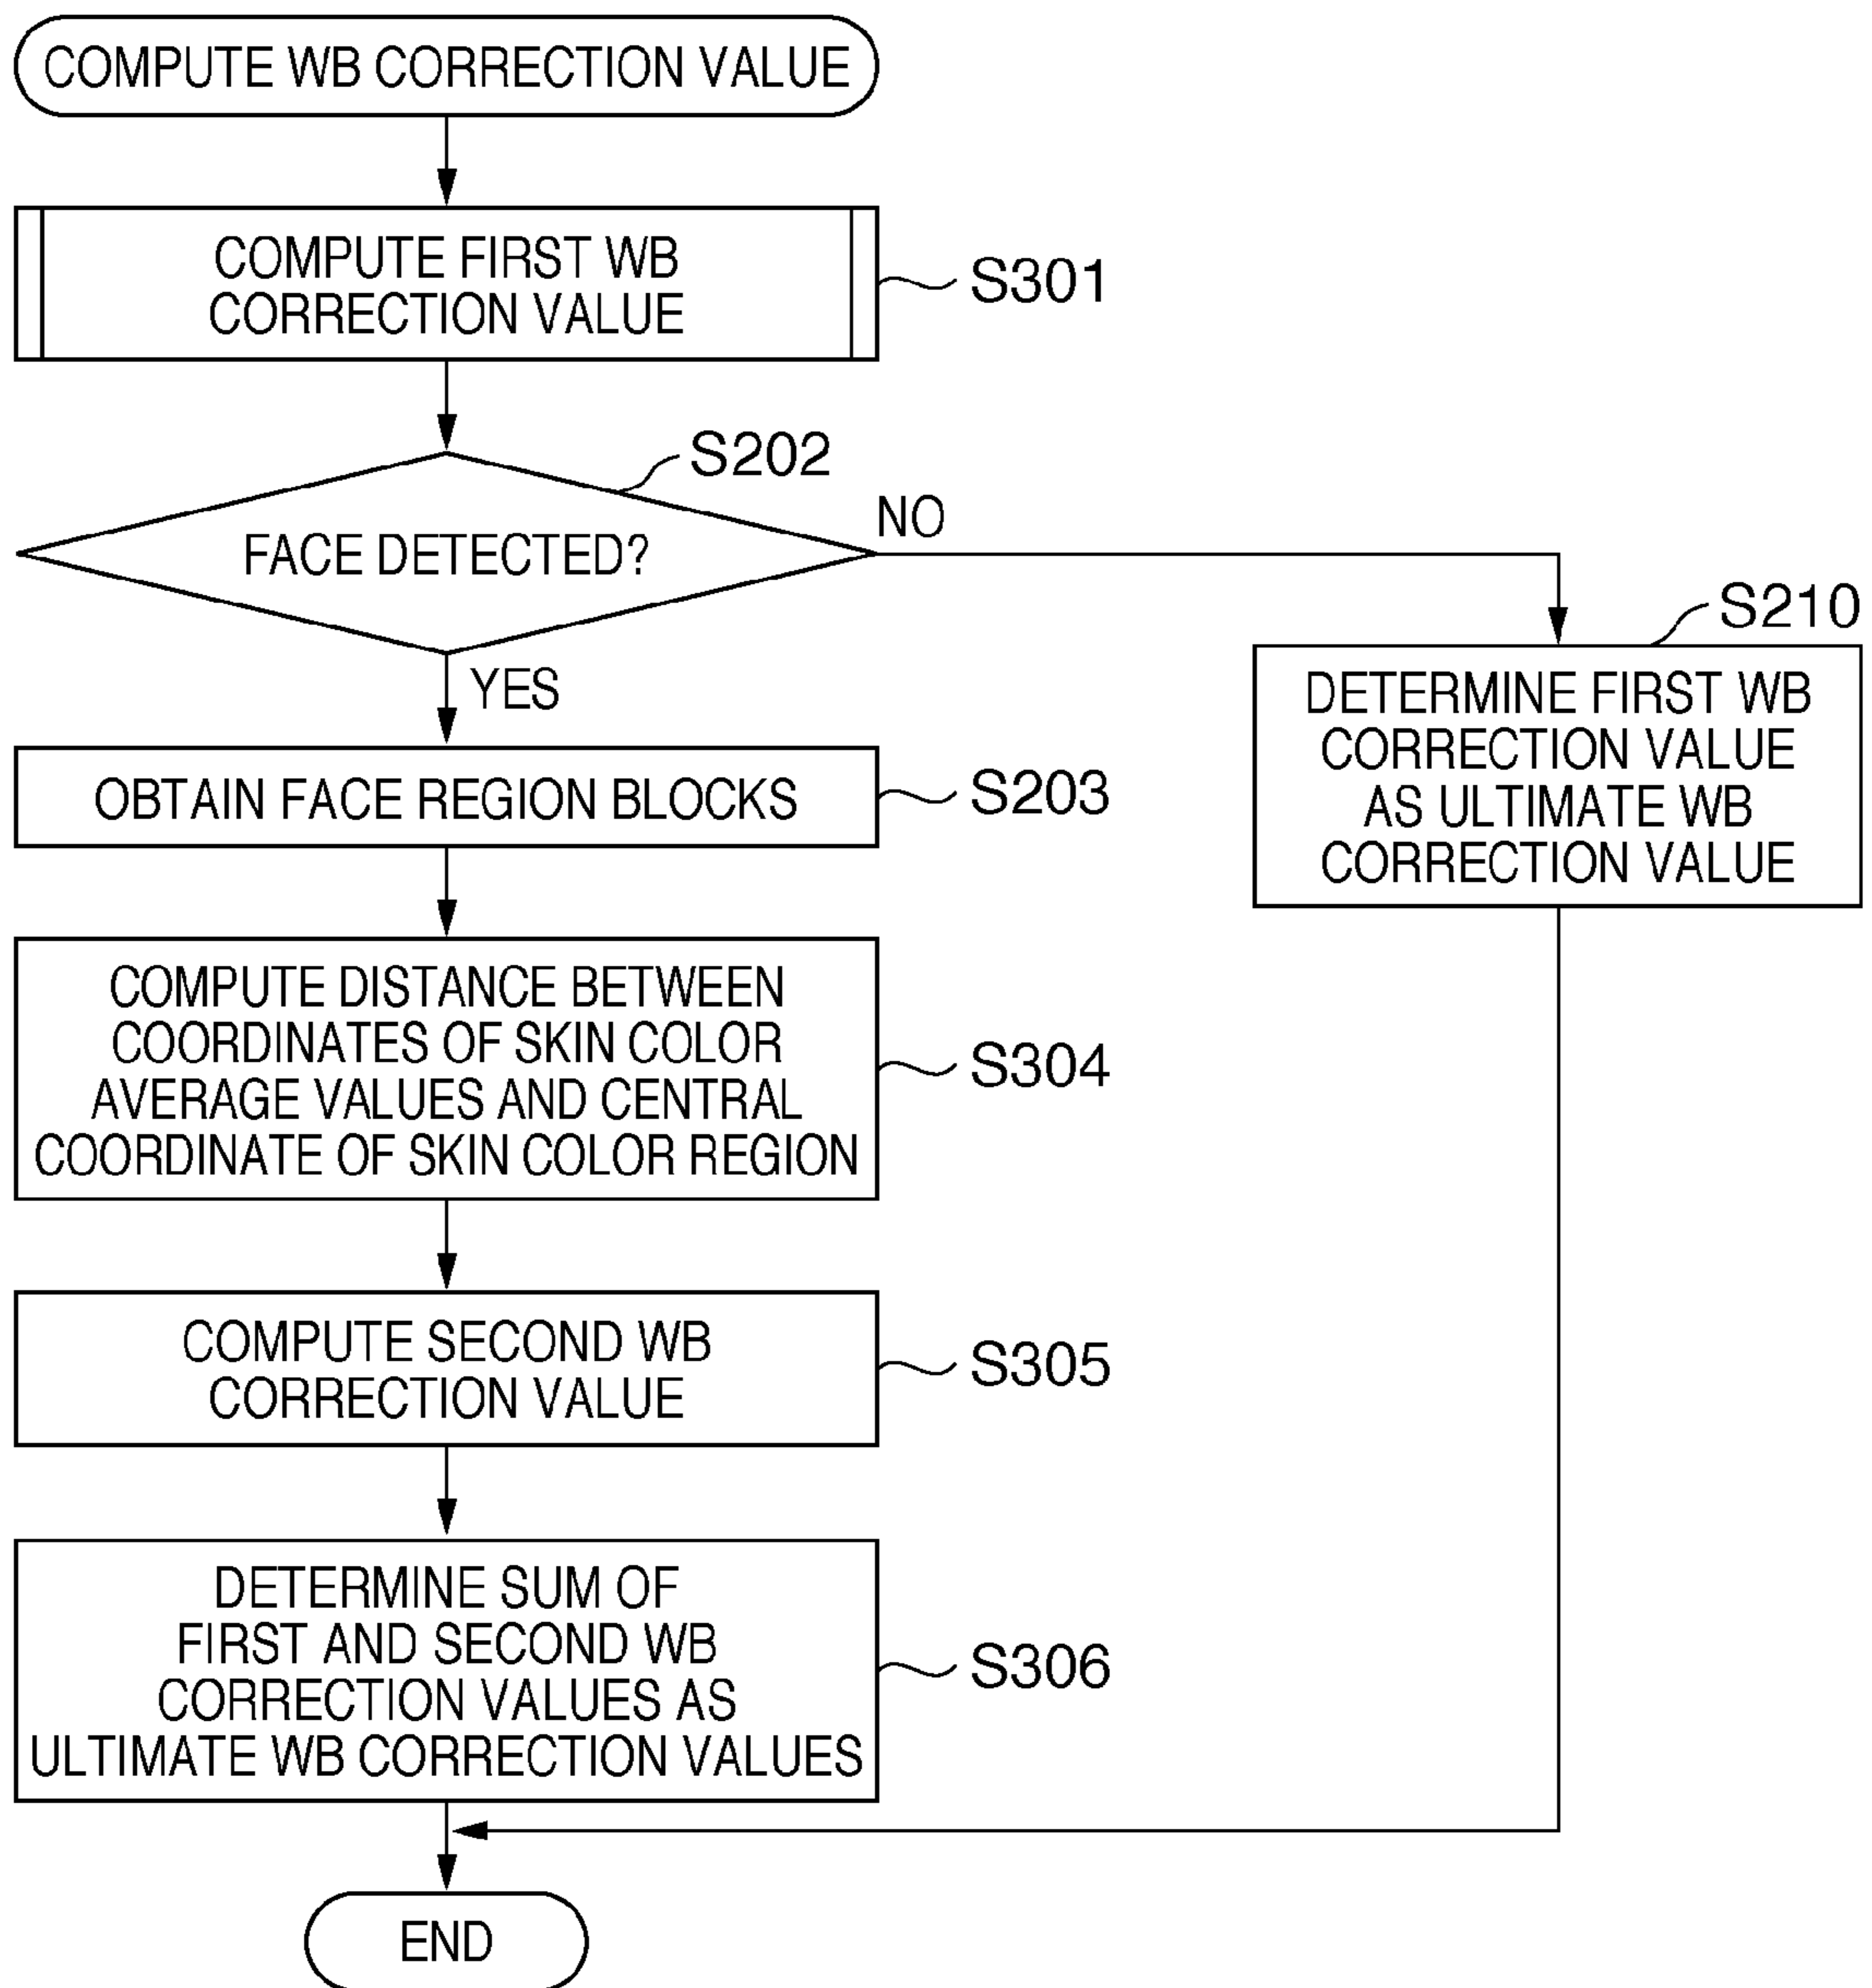 COMPUTE WB CORRECTION VALUE
COMPUTE FIRST WB
CORRECTION VALUE
S301
S202
FACE DETECTED?
NO
YES
S210
DETERMINE FIRST WB
CORRECTION VALUE
AS ULTIMATE WB
CORRECTION VALUE
OBTAIN FACE REGION BLOCKS
S203
COMPUTE DISTANCE BETWEEN
COORDINATES OF SKIN COLOR
AVERAGE VALUES AND CENTRAL
COORDINATE OF SKIN COLOR REGION
S304
COMPUTE SECOND WB
CORRECTION VALUE
S305
DETERMINE SUM OF
FIRST AND SECOND WB
CORRECTION VALUES AS
ULTIMATE WB CORRECTION VALUES
S306
END